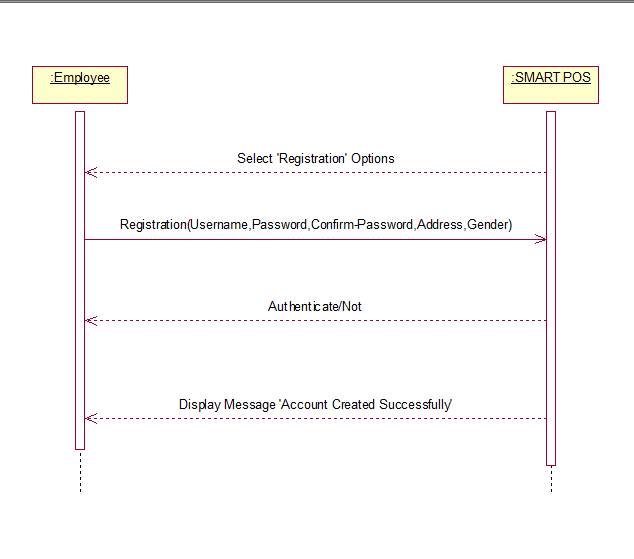 :Employee
:SMART POS
Select 'Registration' Options
Registration(Username,Password,Confirm-Password,Address,Gender)
Authenticate/Not
Display Message 'Account Created Successfully'